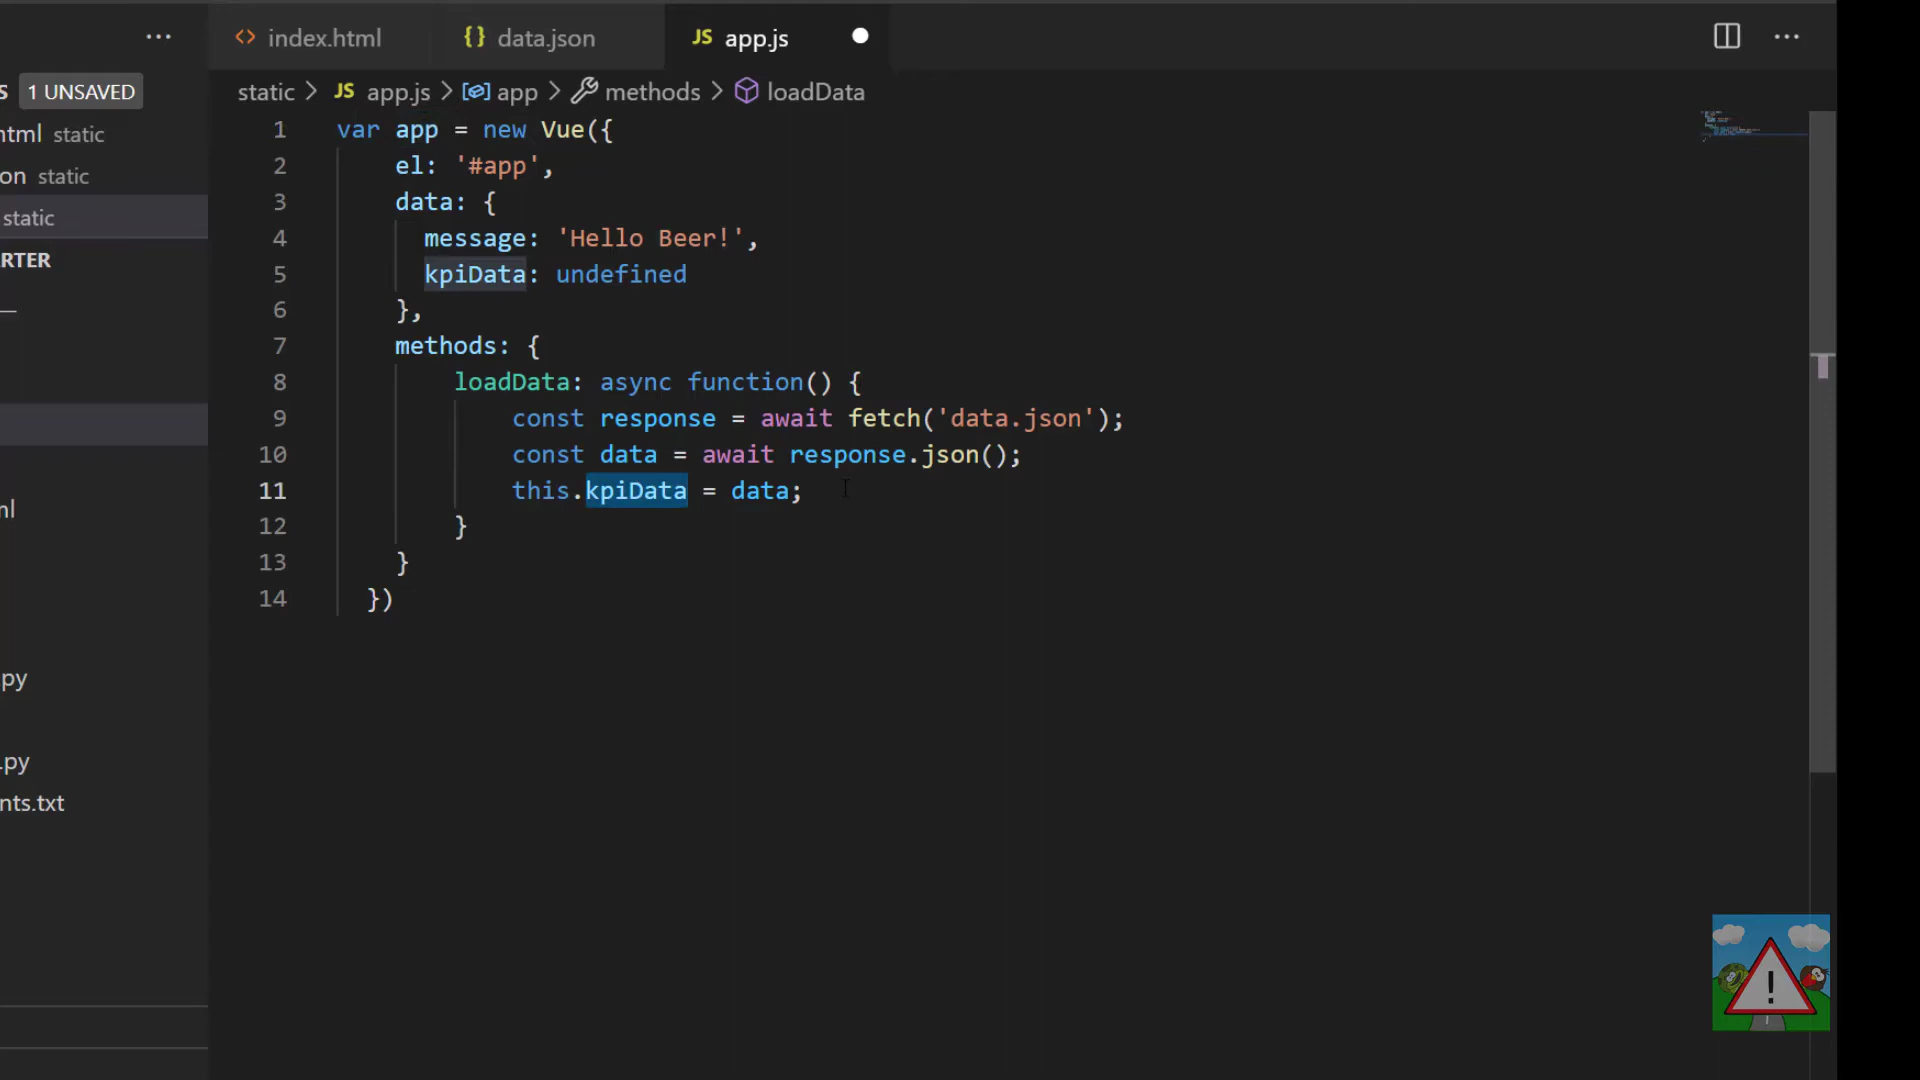 index.html
data.json
JS app.js
S 1 UNSAVED
static > JS app.js > app > methods > loadData
html static
on static
static
RTER
ml
py
.py
nts.txt
1 var app = new Vue({
2 el: '#app',
3 data: {
4 message: 'Hello Beer!',
5 kpiData: undefined
6 },
7 methods: {
8 loadData: async function() {
9 const response = await fetch('data.json');
10 const data = await response.json();
11 this.kpiData = data;
12 }
13 }
14 })